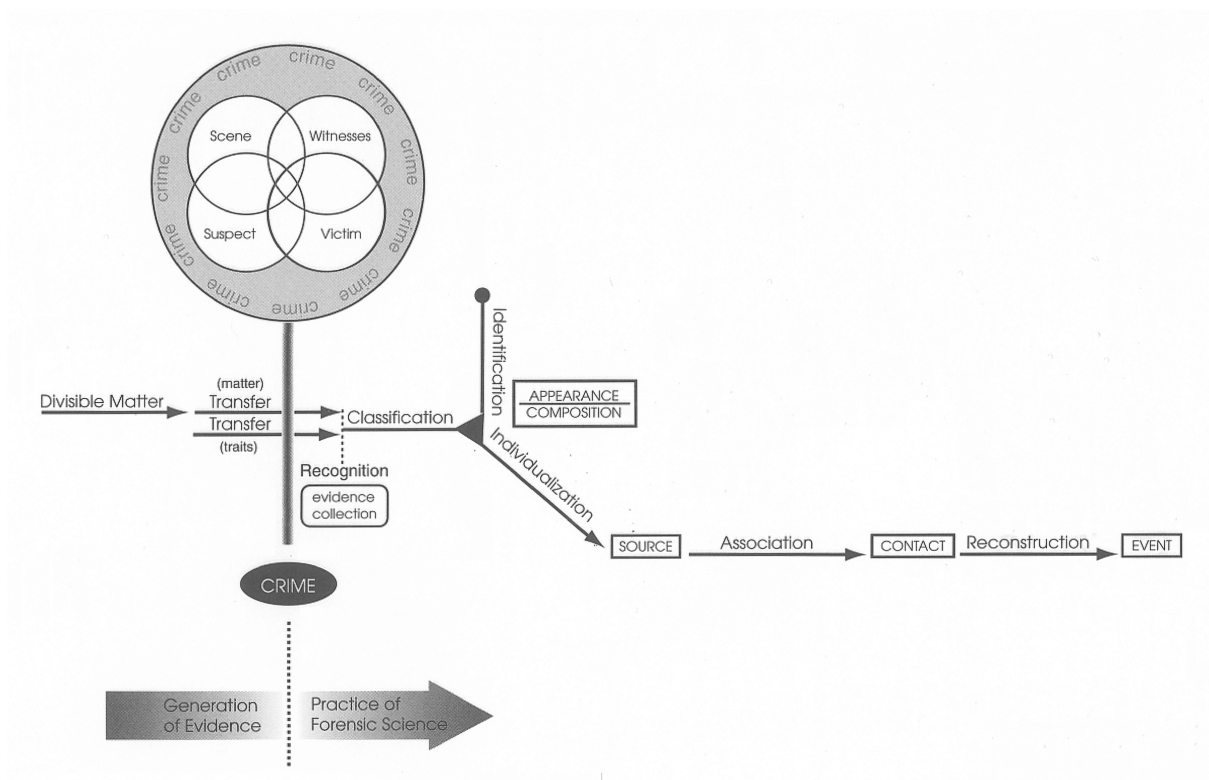 crime
crime
crime
crime
crime
crime
crime
crime
crime
crime
crime
crime
Scene
Witnesses
Suspect
Victim
Identification
APPEARANCE
COMPOSITION
Divisible Matter
(matter)
Transfer
Transfer
(traits)
Classification
Individualization
Recognition
evidence
collection
SOURCE
Association
CONTACT
Reconstruction
EVENT
CRIME
Generation
of Evidence
Practice of
Forensic Science